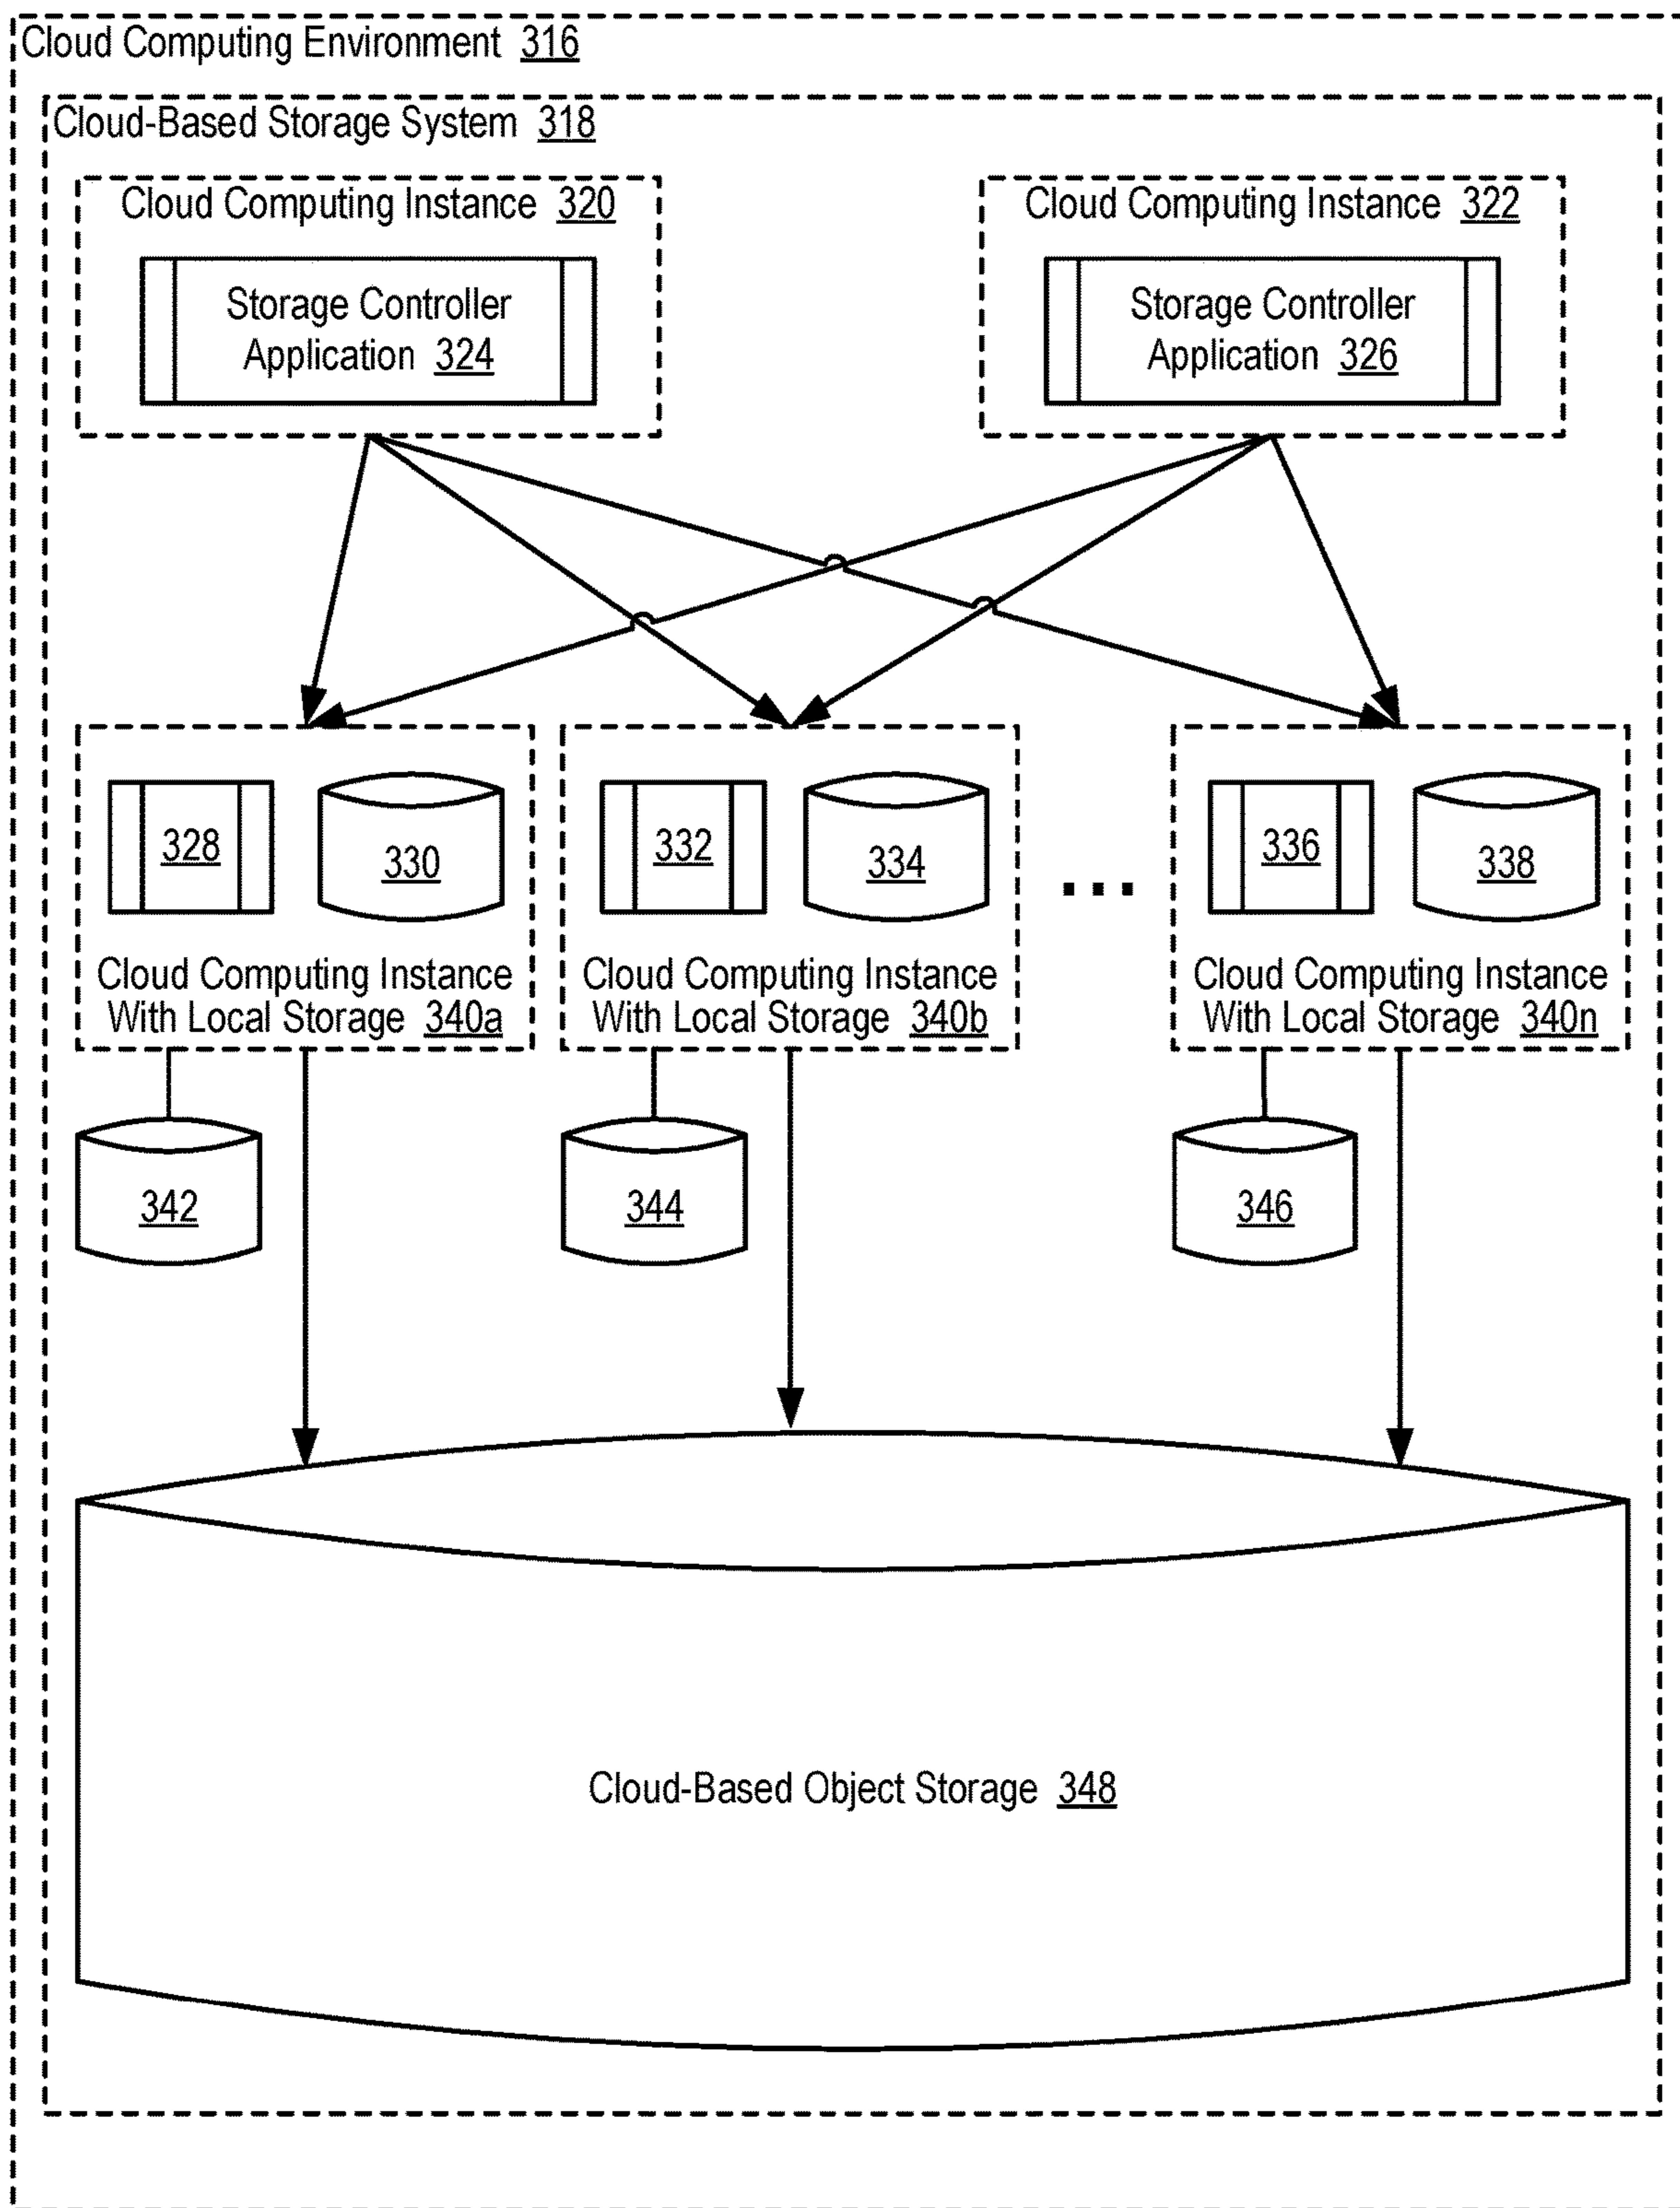 Cloud Computing Environment 316
Cloud-Based Storage System 318
Cloud Computing Instance 320
Storage Controller
Application 324
Cloud Computing Instance 322
Storage Controller
Application 326
328
330
Cloud Computing Instance
With Local Storage 340a
332
334
Cloud Computing Instance
With Local Storage 340b
...
336
338
Cloud Computing Instance
With Local Storage 340n
342
344
346
Cloud-Based Object Storage 348